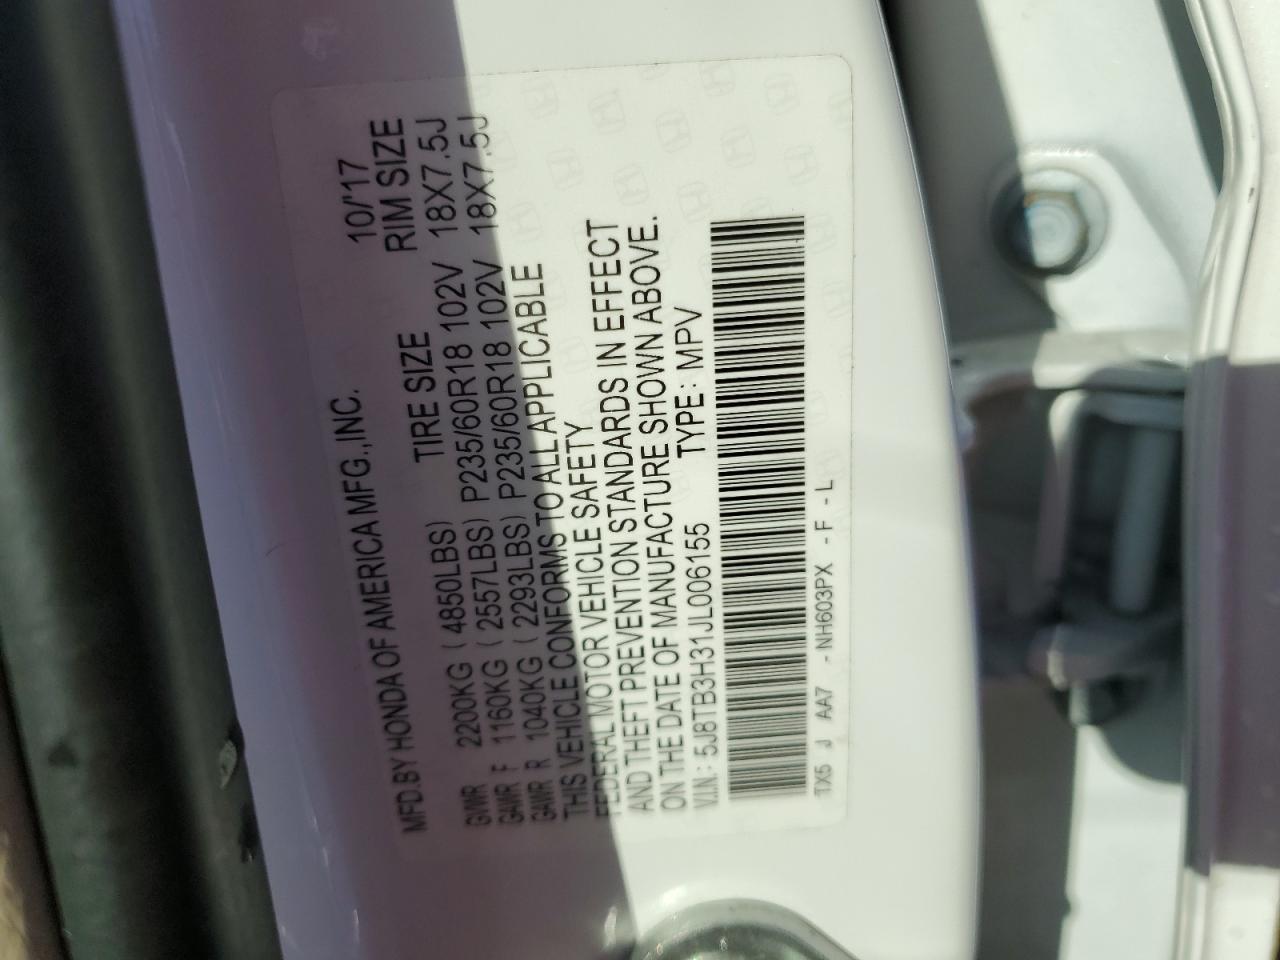 MFD.BY HONDA OF AMERICA MFG.,INC. 10/'17
TIRE SIZE RIM SIZE
GVWR 2200KG ( 4850LBS)
GAWR F 1160KG ( 2557LBS) P235/60R18 102V 18X7.5J
GAWR R 1040KG ( 2293LBS) P235/60R18 102V 18X7.5J
THIS VEHICLE CONFORMS TO ALL APPLICABLE
FEDERAL MOTOR VEHICLE SAFETY
AND THEFT PREVENTION STANDARDS IN EFFECT
ON THE DATE OF MANUFACTURE SHOWN ABOVE.
V.I.N : 5J8TB3H31JL006155 TYPE : MPV
TX5 J AA7 - NH603PX - F - L